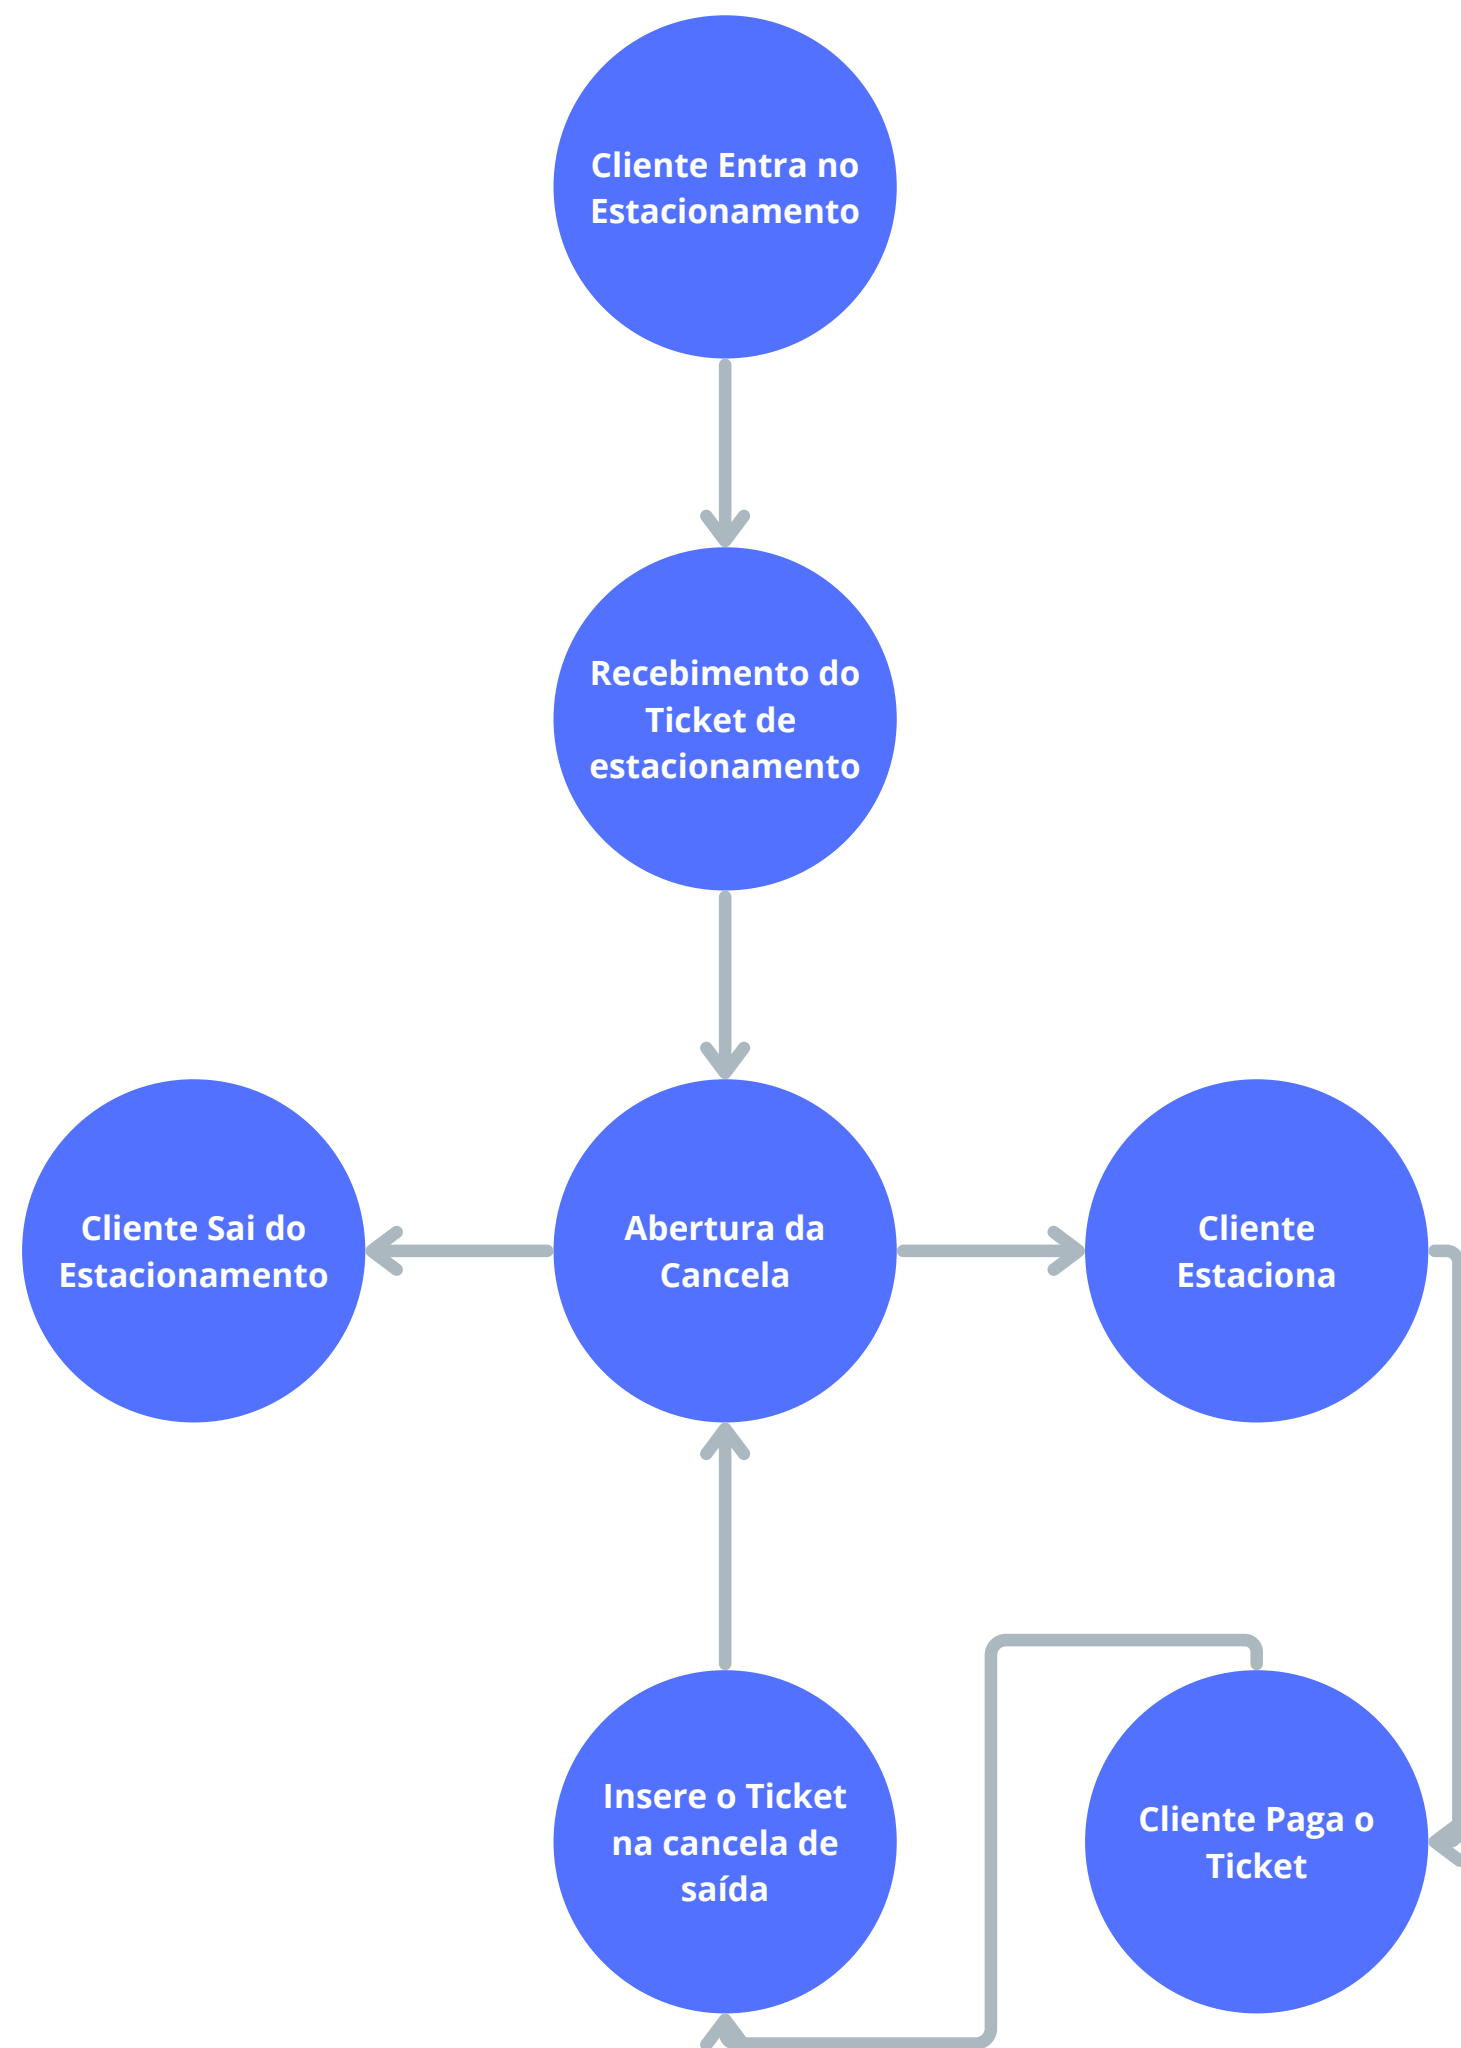 Cliente Entra no
Estacionamento
Recebimento do
Ticket de
estacionamento
Cliente Sai do
Estacionamento
Abertura da
Cancela
Cliente
Estaciona
Insere o Ticket
na cancela de
saída
Cliente Paga o
Ticket